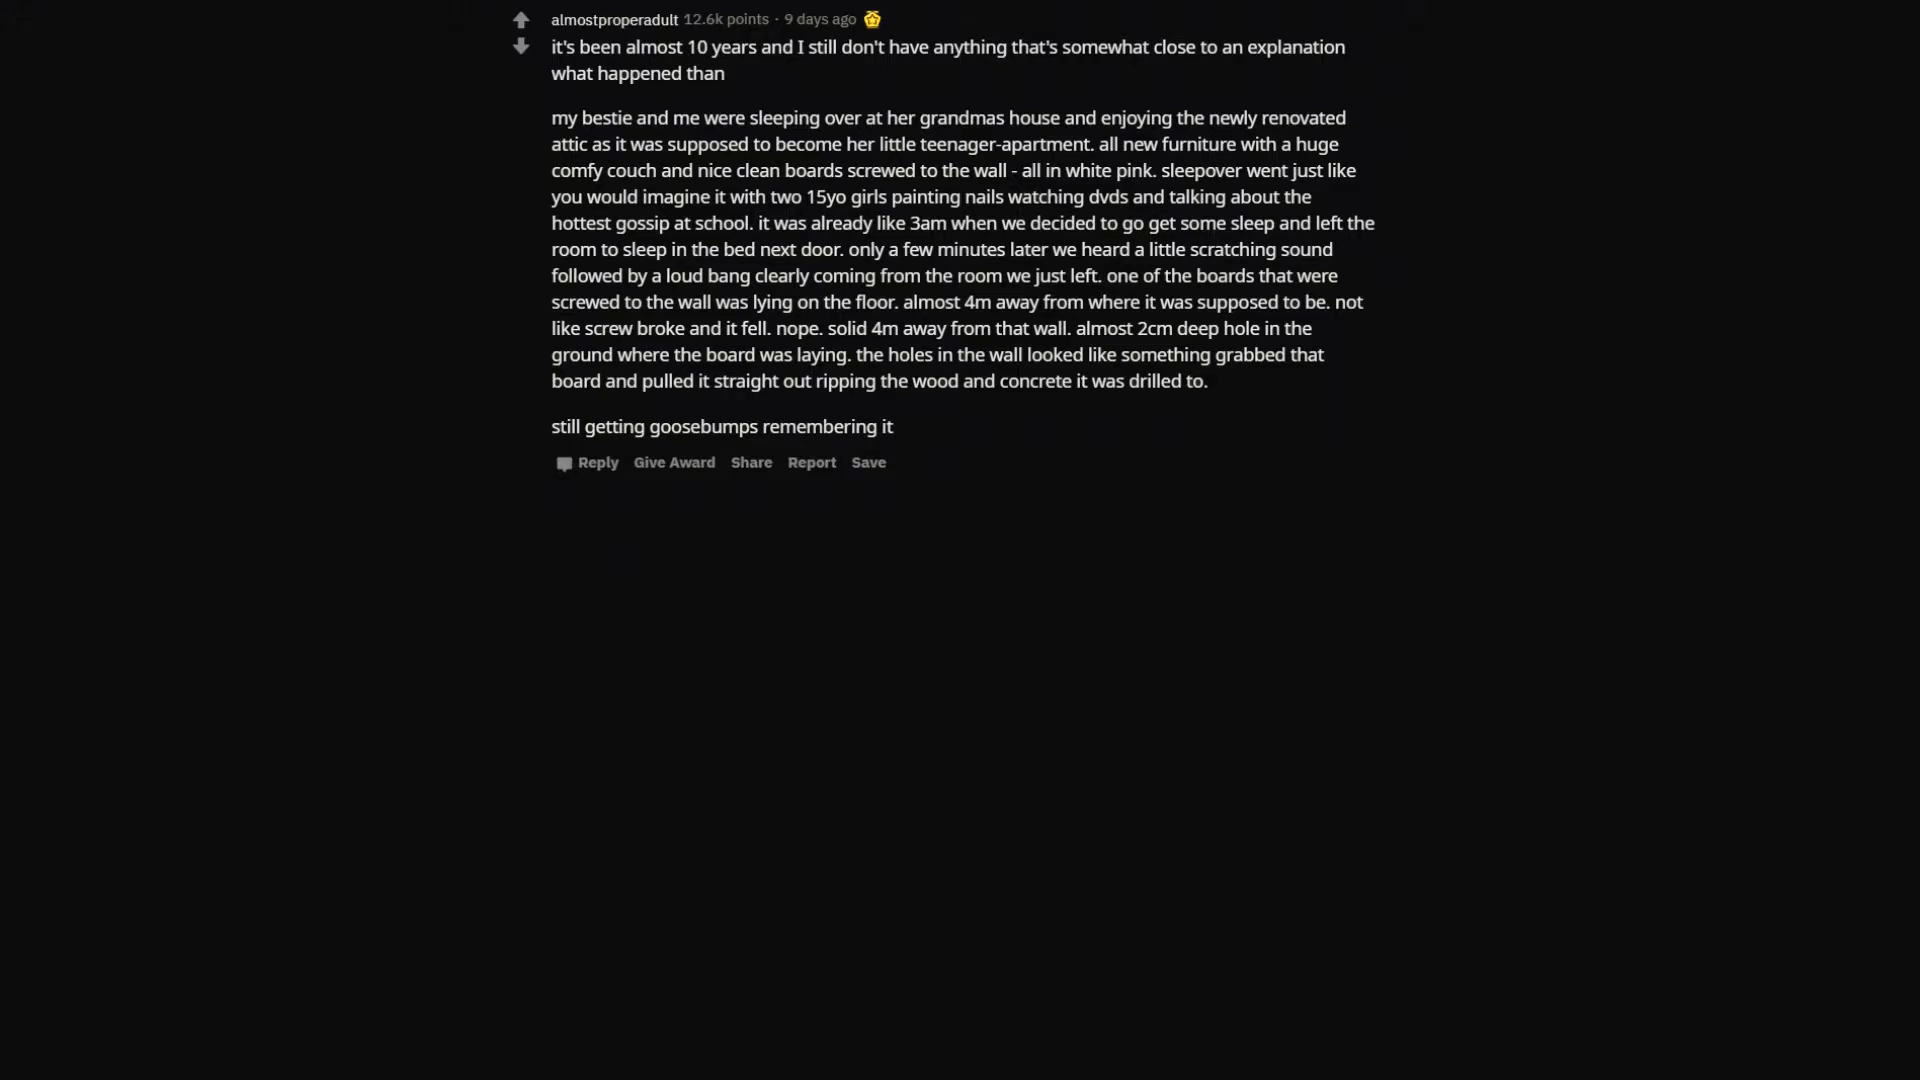 almostproperadult 12.6k points · 9 days ago
it's been almost 10 years and I still don't have anything that's somewhat close to an explanation
what happened than
my bestie and me were sleeping over at her grandmas house and enjoying the newly renovated
attic as it was supposed to become her little teenager-apartment. all new furniture with a huge
comfy couch and nice clean boards screwed to the wall - all in white pink. sleepover went just like
you would imagine it with two 15yo girls painting nails watching dvds and talking about the
hottest gossip at school. it was already like 3am when we decided to go get some sleep and left the
room to sleep in the bed next door. only a few minutes later we heard a little scratching sound
followed by a loud bang clearly coming from the room we just left. one of the boards that were
screwed to the wall was lying on the floor. almost 4m away from where it was supposed to be. not
like screw broke and it fell. nope. solid 4m away from that wall. almost 2cm deep hole in the
ground where the board was laying. the holes in the wall looked like something grabbed that
board and pulled it straight out ripping the wood and concrete it was drilled to.
still getting goosebumps remembering it
Reply Give Award Share Report Save